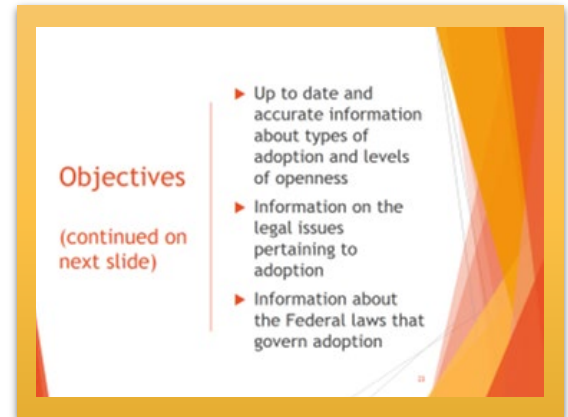 Objectives
(continued on
next slide)
▶ Up to date and
accurate information
about types of
adoption and levels
of openness
▶ Information on the
legal issues
pertaining to
adoption
▶ Information about
the Federal laws that
govern adoption